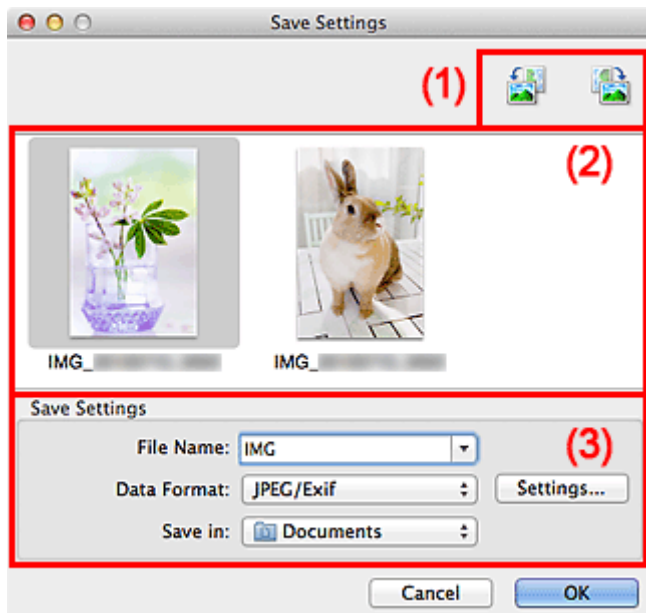 Save Settings
(1)
(2)
IMG_
IMG_
Save Settings
(3)
File Name: IMG
Data Format: JPEG/Exif Settings...
Save in: Documents
Cancel OK